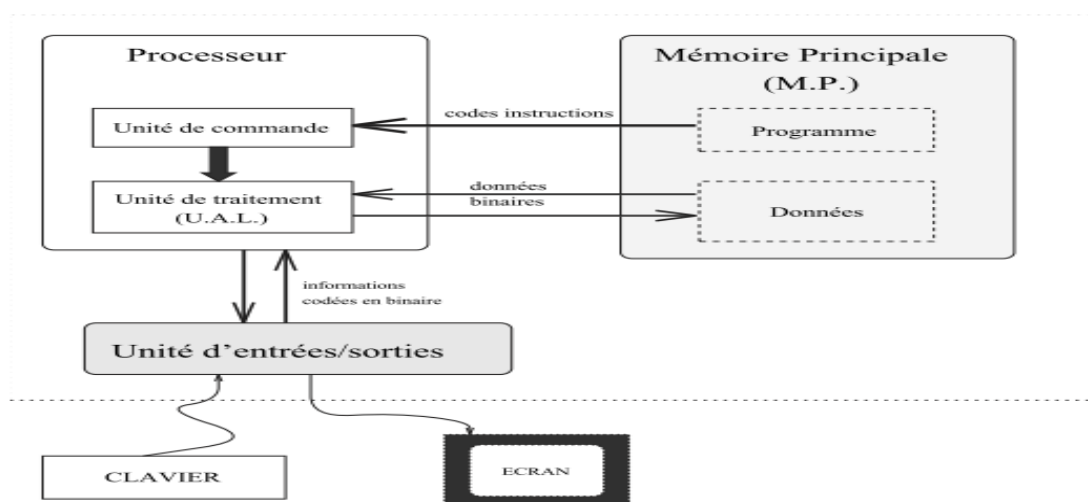 Processeur
Mémoire Principale
(M.P.)
Unité de commande
codes instructions
Programme
Unité de traitement
(U.A.L.)
données
binaires
Données
informations
codées en binaire
Unité d'entrées/sorties
CLAVIER
ECRAN